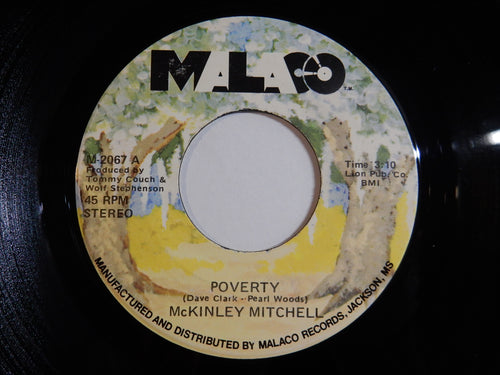 MALACO
T.M.
M-2067 A
Produced by
Tommy Couch &
Wolf Stephenson
45 RPM
STEREO
Time 3:10
Lion Pub. Co.
BMI
POVERTY
(Dave Clark - Pearl Woods)
McKINLEY MITCHELL
MANUFACTURED AND DISTRIBUTED BY MALACO RECORDS, JACKSON, MS